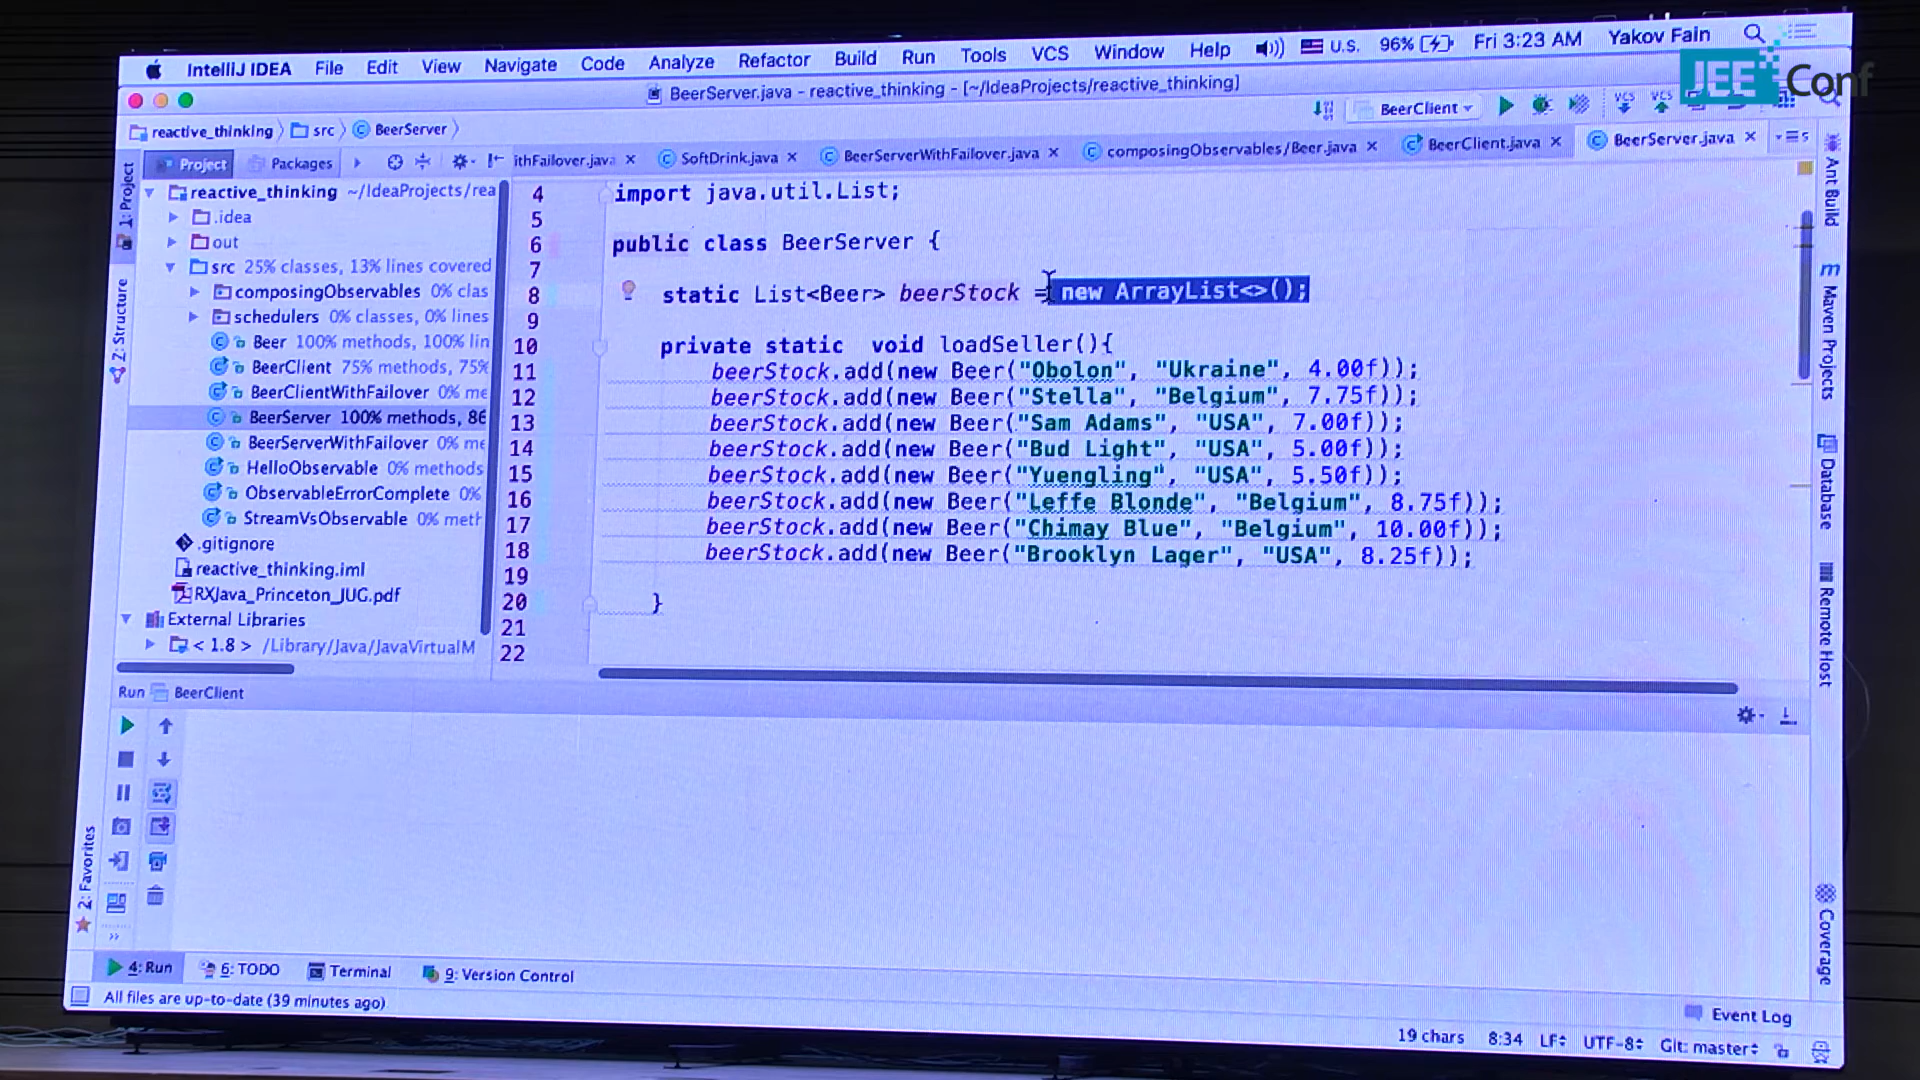 IntelliJ IDEA File Edit View Navigate Code Analyze Refactor Build Run Tools VCS Window Help U.S. 96% Fri 3:23 AM Yakov Fain
JEE Conf
BeerServer.java - reactive_thinking - [~/IdeaProjects/reactive_thinking]
reactive_thinking src BeerServer
BeerClient
Project Packages
ithFailover.java SoftDrink.java BeerServerWithFailover.java composingObservables/Beer.java BeerClient.java BeerServer.java
1: Project
Z: Structure
2: Favorites
reactive_thinking ~/IdeaProjects/rea
.idea
out
src 25% classes, 13% lines covered
composingObservables 0% clas
schedulers 0% classes, 0% lines
Beer 100% methods, 100% lin
BeerClient 75% methods, 75%
BeerClientWithFailover 0% me
BeerServer 100% methods, 86
BeerServerWithFailover 0% me
HelloObservable 0% methods
ObservableErrorComplete 0%
StreamVsObservable 0% meth
.gitignore
reactive_thinking.iml
RXJava_Princeton_JUG.pdf
External Libraries
< 1.8 > /Library/Java/JavaVirtualM
4 import java.util.List;
5
6 public class BeerServer {
7
8 static List<Beer> beerStock = new ArrayList<>();
9
10 private static void loadSeller(){
11 beerStock.add(new Beer("Obolon", "Ukraine", 4.00f));
12 beerStock.add(new Beer("Stella", "Belgium", 7.75f));
13 beerStock.add(new Beer("Sam Adams", "USA", 7.00f));
14 beerStock.add(new Beer("Bud Light", "USA", 5.00f));
15 beerStock.add(new Beer("Yuengling", "USA", 5.50f));
16 beerStock.add(new Beer("Leffe Blonde", "Belgium", 8.75f));
17 beerStock.add(new Beer("Chimay Blue", "Belgium", 10.00f));
18 beerStock.add(new Beer("Brooklyn Lager", "USA", 8.25f));
19
20 }
21
22
Ant Build
Maven Projects
Database
Remote Host
Coverage
Run BeerClient
4: Run 6: TODO Terminal 9: Version Control
All files are up-to-date (39 minutes ago)
Event Log
19 chars 8:34 LF UTF-8 Git: master